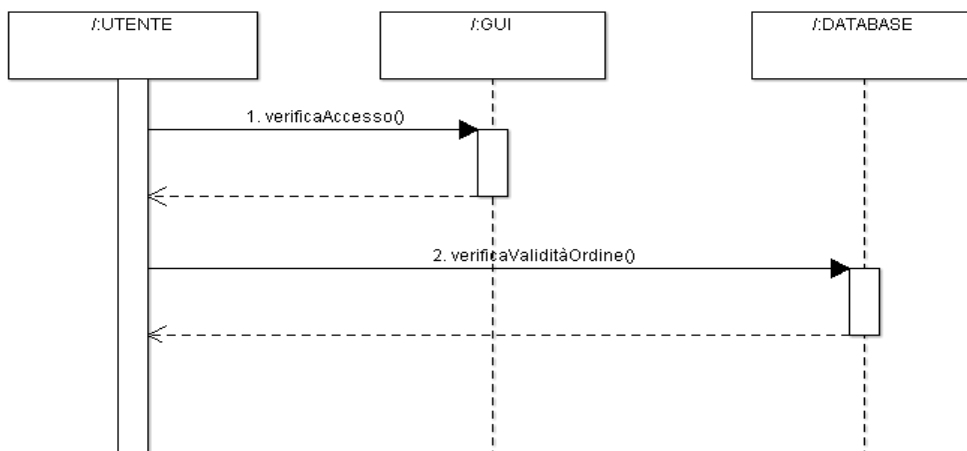 /:UTENTE
/:GUI
/:DATABASE
1. verificaAccesso()
2. verificaValiditàOrdine()